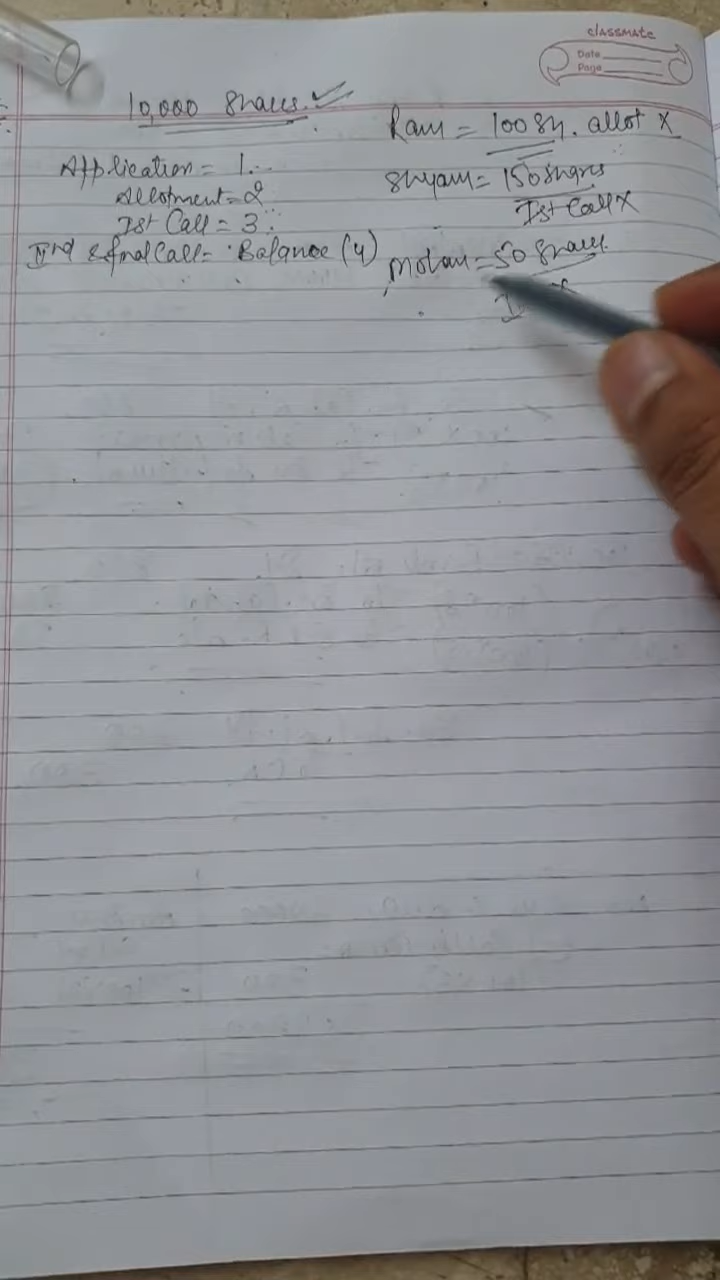 classmate
Date
Page
10,000 Shares.
Application = 1.-
Allotment = 2
Ist Call = 3
IInd & final Call = Balance (4)
Ram = 100 Sh. allot X
Shyam = 150 Shares
Ist Call X
Mohan = 50 Shares